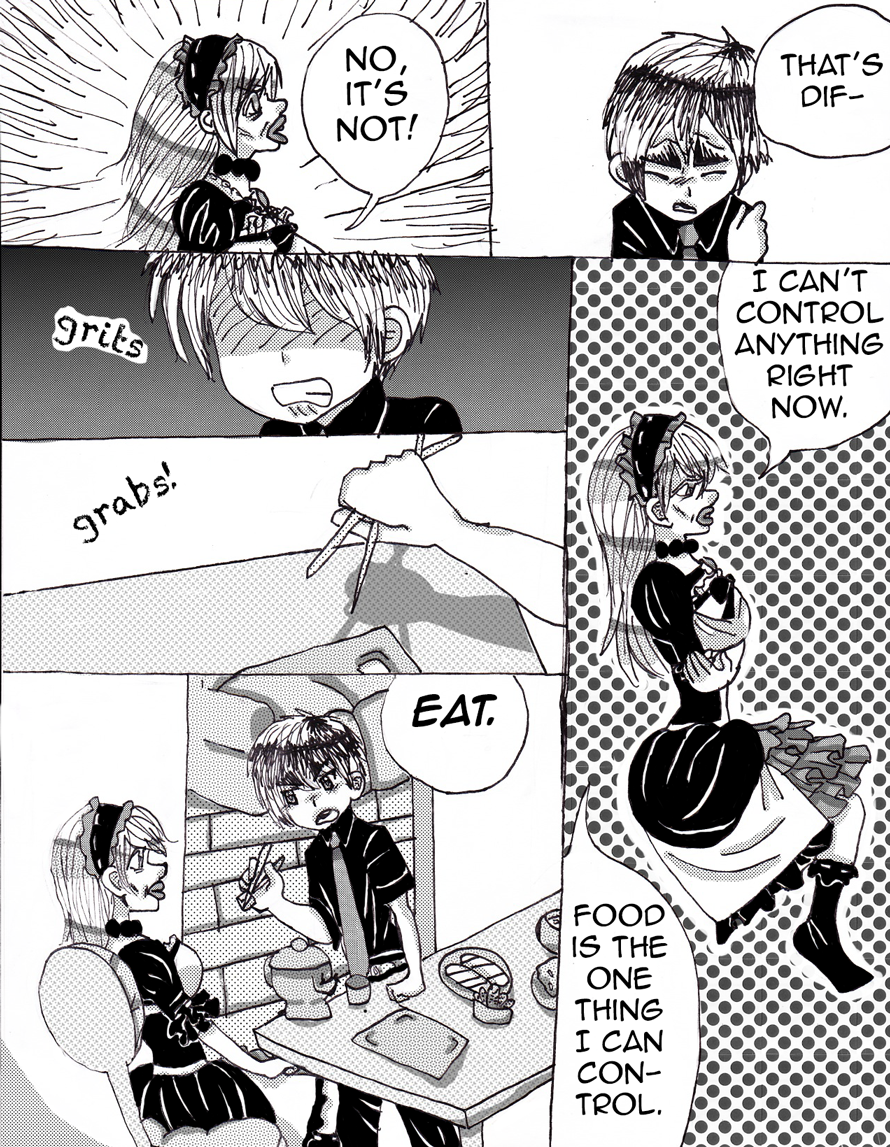 THAT'S
DIF-
NO,
IT'S
NOT!
I CAN'T
CONTROL
ANYTHING
RIGHT
NOW.
FOOD
IS THE
ONE
THING
I CAN
CON-
TROL.
grits
grabs!
EAT.